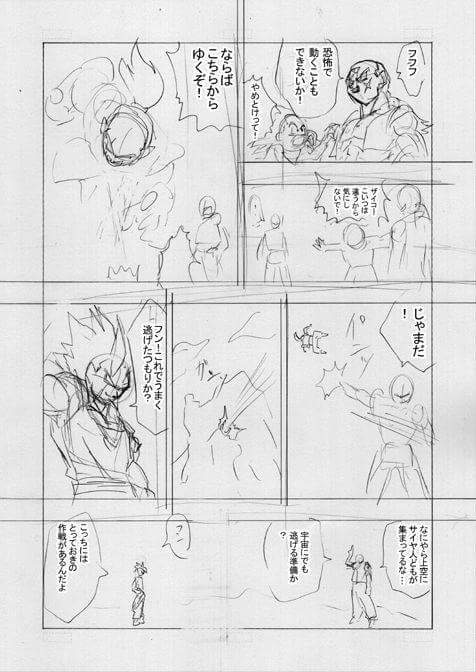 フフフ
恐怖で
動くことも
できないか!
やめとけって!
ならば
こちらから
ゆくぞ!
ザイコー
こいつは
違うから
気にし
ないで!
じゃまだ
!
フン!これでうまく
逃げたつもりか?
なにやら上空に
サイヤ人どもが
集まってるな…
宇宙にでも
逃げる準備か
?
フン
こっちには
とっておきの
作戦があるんだよ